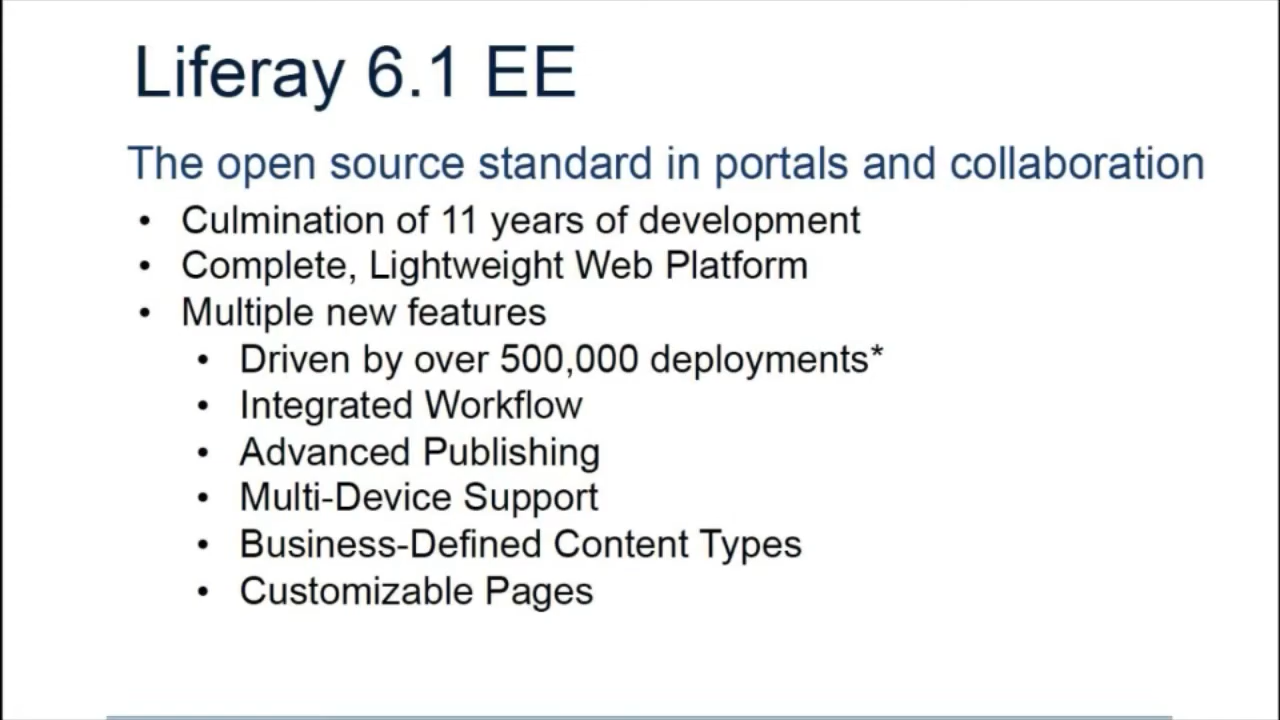 Liferay 6.1 EE
The open source standard in portals and collaboration
• Culmination of 11 years of development
• Complete, Lightweight Web Platform
• Multiple new features
• Driven by over 500,000 deployments*
• Integrated Workflow
• Advanced Publishing
• Multi-Device Support
• Business-Defined Content Types
• Customizable Pages